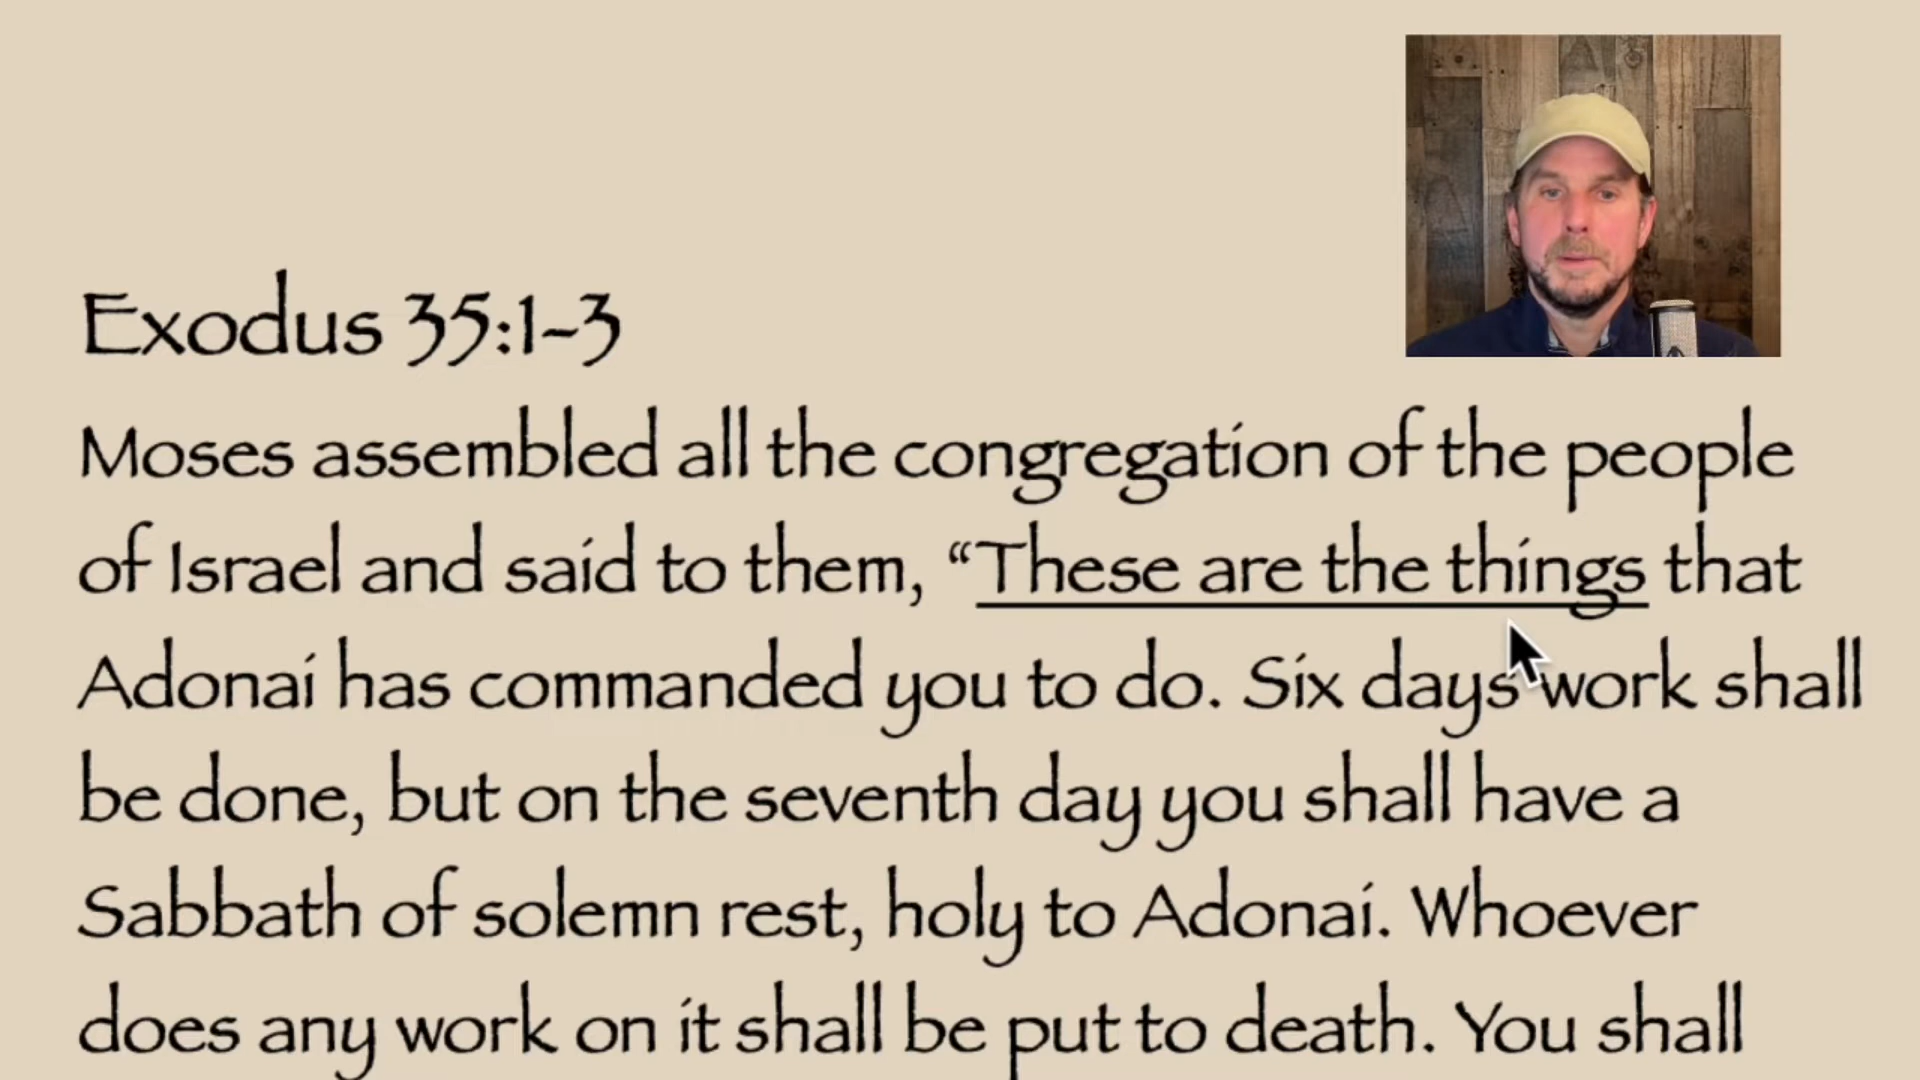 Exodus 35:1-3
Moses assembled all the congregation of the people
of Israel and said to them, “These are the things that
Adonai has commanded you to do. Six days work shall
be done, but on the seventh day you shall have a
Sabbath of solemn rest, holy to Adonai. Whoever
does any work on it shall be put to death. You shall